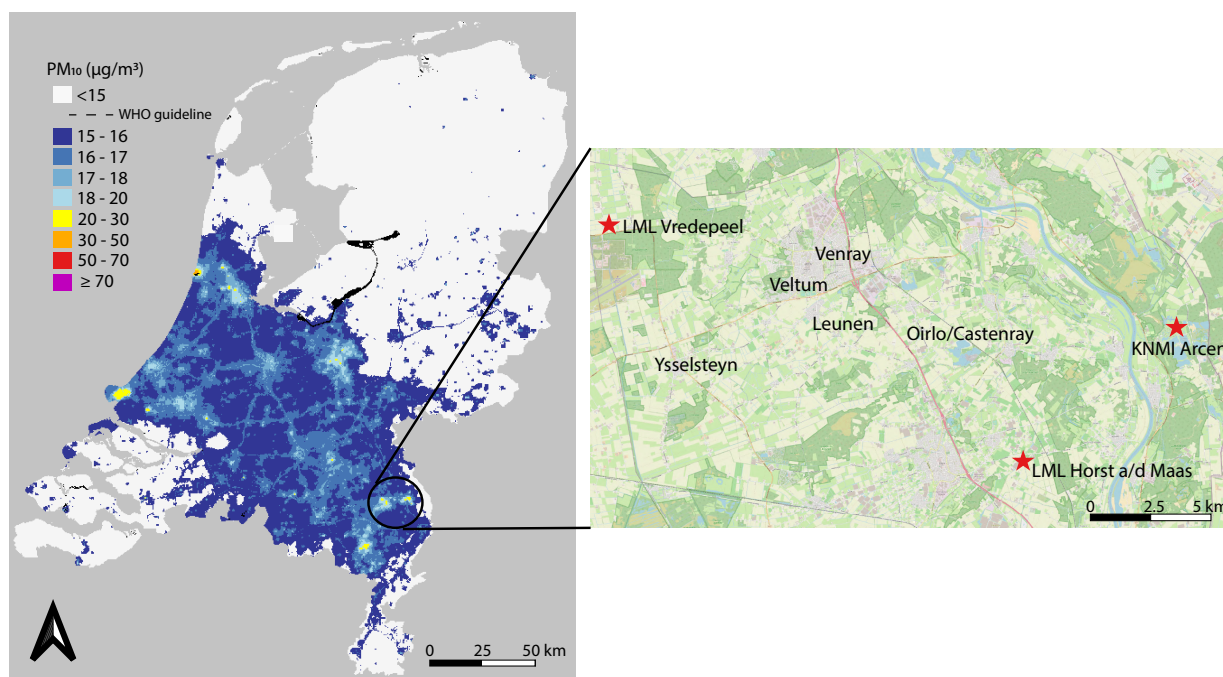 PM₁₀ (µg/m³)
<15
WHO guideline
15 - 16
16 - 17
17 - 18
18 - 20
20 - 30
30 - 50
50 - 70
≥ 70
0 25 50 km
LML Vredepeel
Venray
Veltum
Leunen
Oirlo/Castenray
KNMI Arcen
Ysselsteyn
LML Horst a/d Maas
0 2.5 5 km